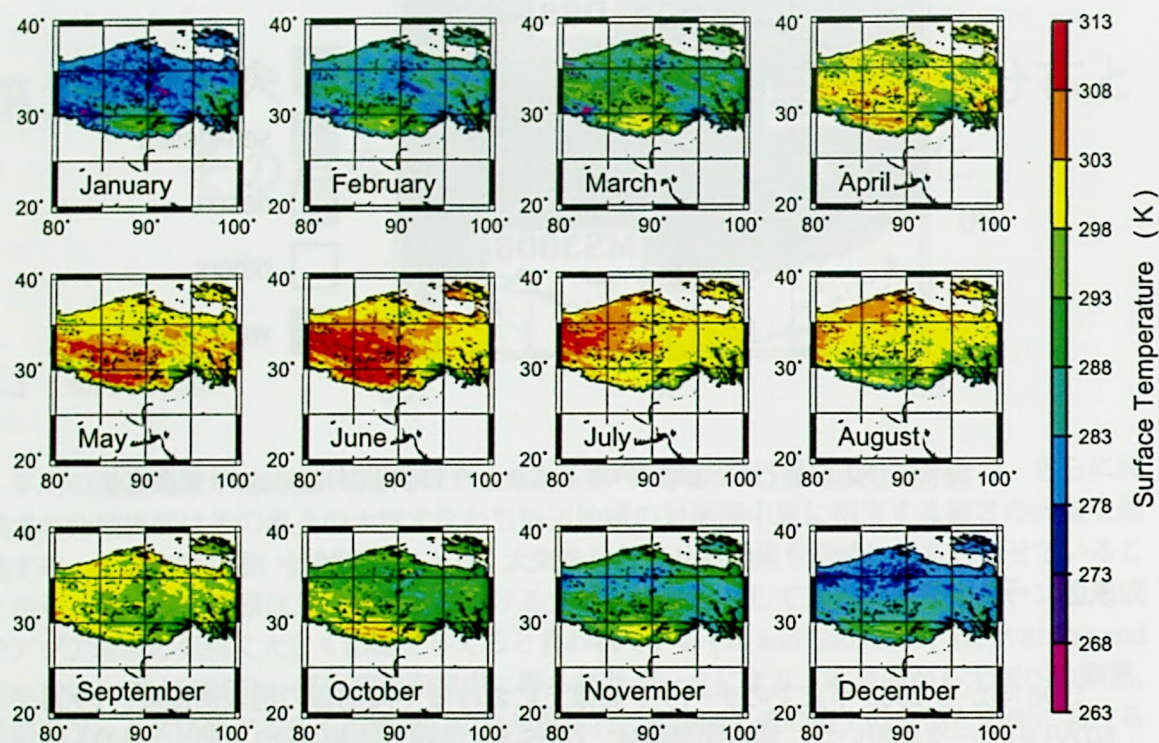 40° 40° 40° 40°
30° 30° 30° 30°
January February March April
20° 20° 20° 20°
80° 90° 100° 80° 90° 100° 80° 90° 100° 80° 90° 100°
40° 40° 40° 40°
30° 30° 30° 30°
May June July August
20° 20° 20° 20°
80° 90° 100° 80° 90° 100° 80° 90° 100° 80° 90° 100°
40° 40° 40° 40°
30° 30° 30° 30°
September October November December
20° 20° 20° 20°
80° 90° 100° 80° 90° 100° 80° 90° 100° 80° 90° 100°
313
308
303
298
293
288
283
278
273
268
263
Surface Temperature ( K )